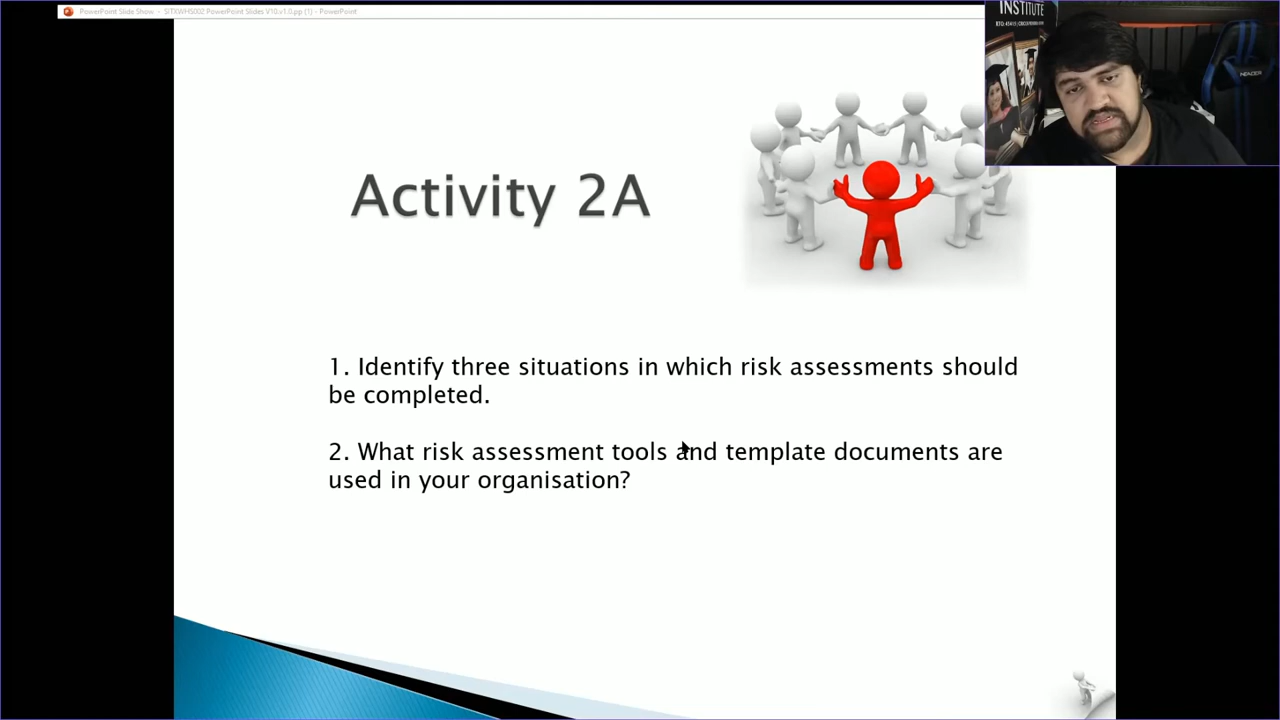 PowerPoint Slide Show - SITXWHS002 PowerPoint Slides V10.v1.0.pp (1) - PowerPoint
INSTITUTE
Activity 2A
1. Identify three situations in which risk assessments should
be completed.
2. What risk assessment tools and template documents are
used in your organisation?